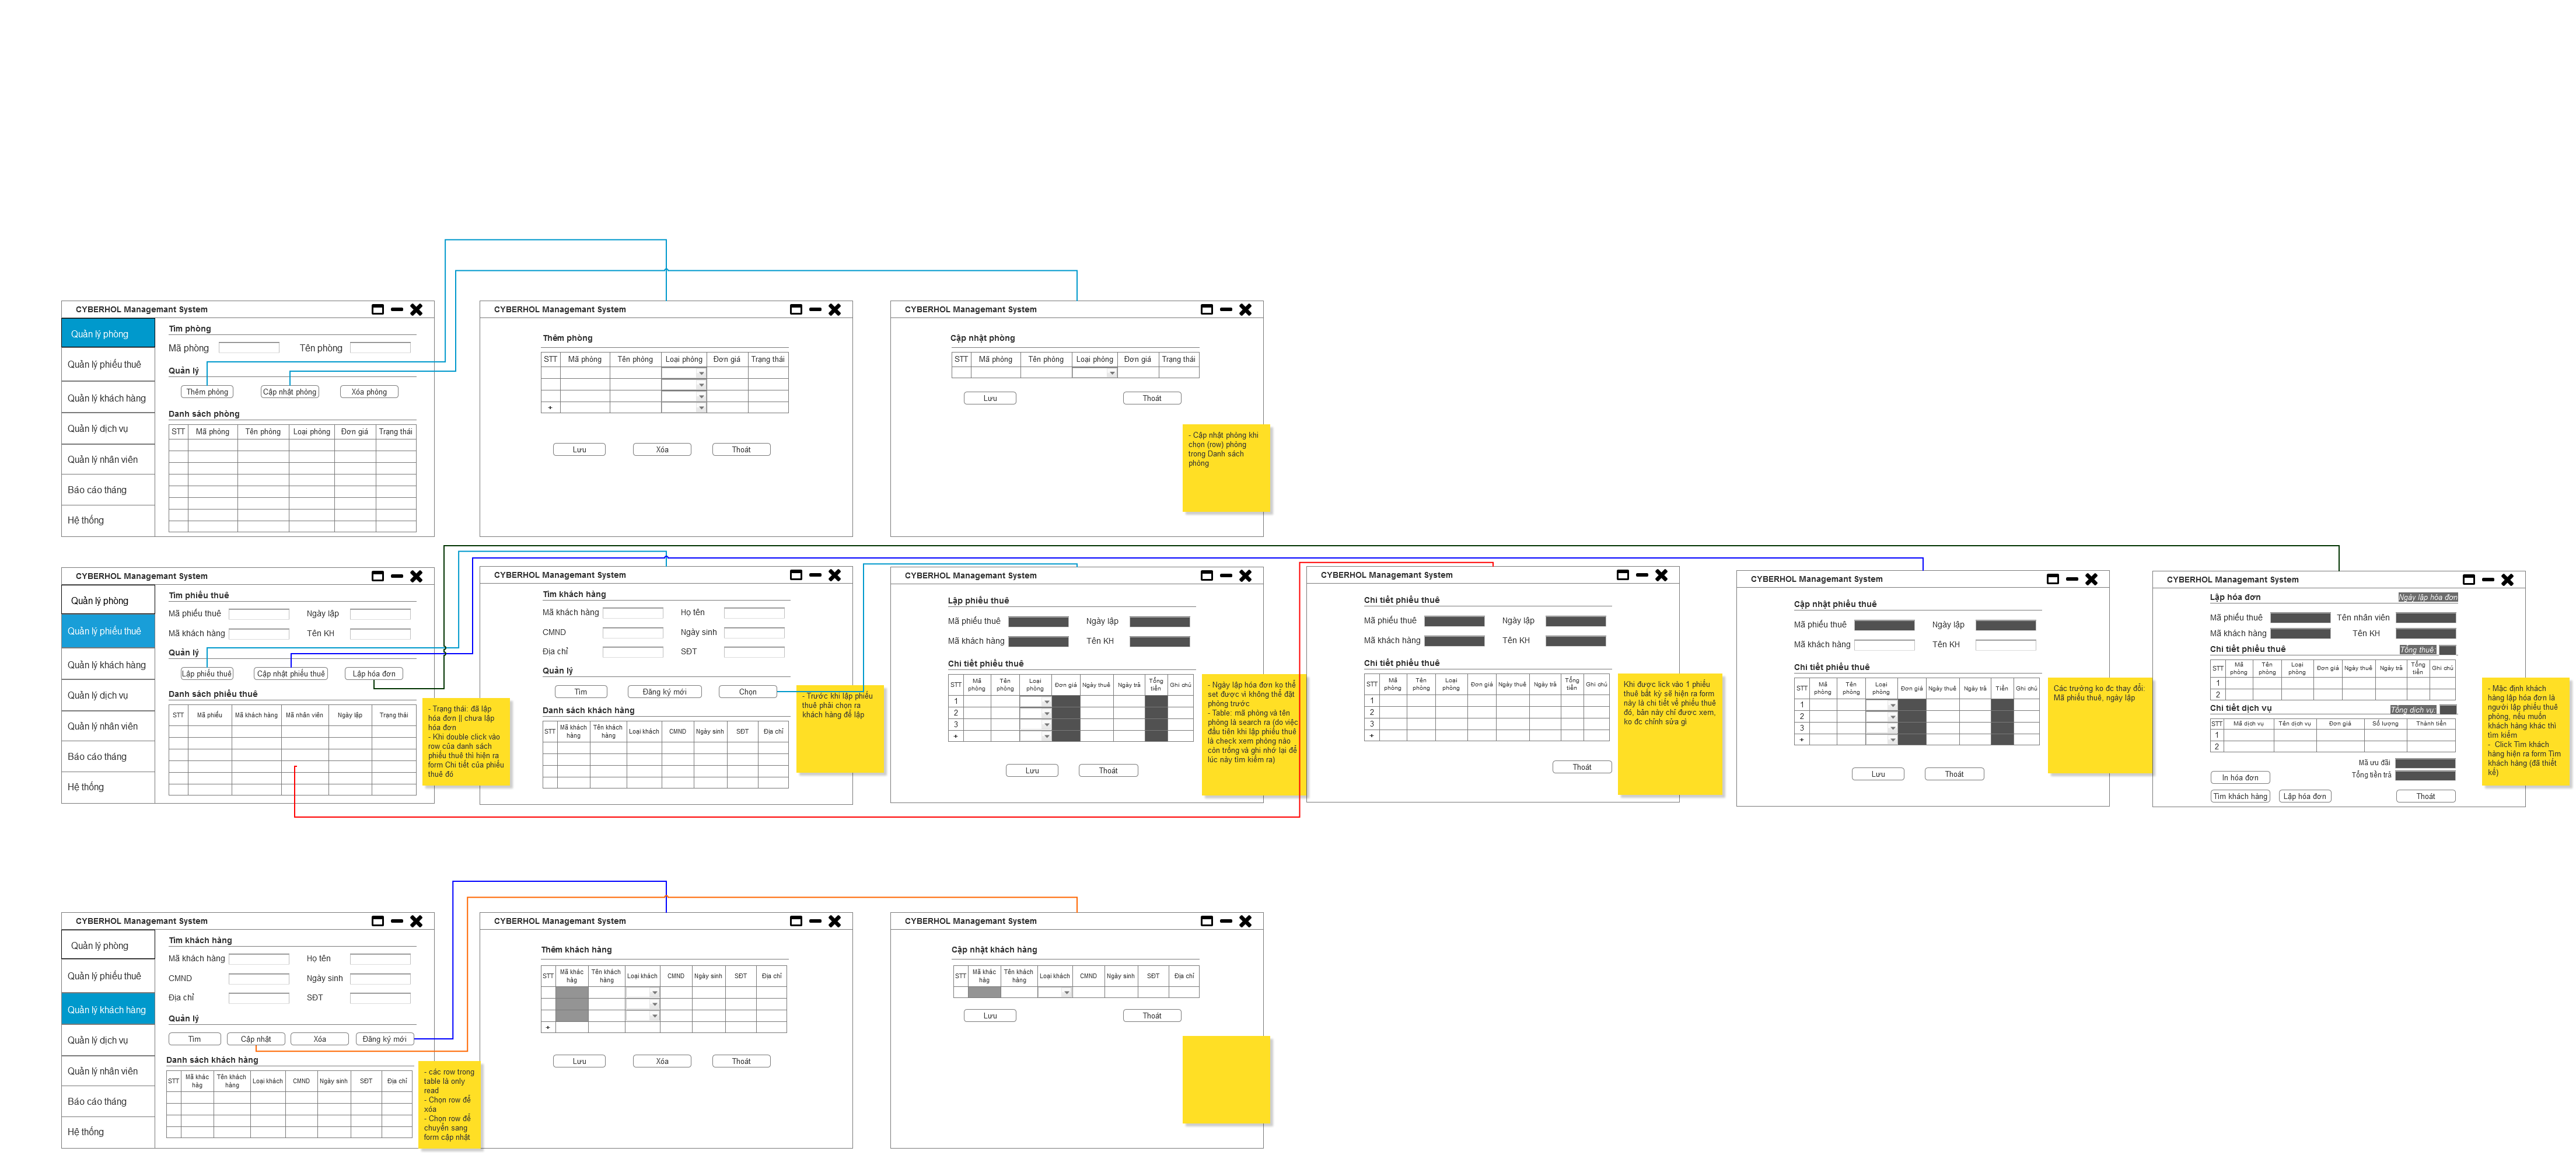 CYBERHOL Managemant System
Quản lý phòng
Quản lý phiếu thuê
Quản lý khách hàng
Quản lý dịch vụ
Quản lý nhân viên
Báo cáo tháng
Hệ thống
Tìm phòng
Mã phòng Tên phòng
Quản lý
Thêm phòng Cập nhật phòng Xóa phòng
Danh sách phòng
STT Mã phòng Tên phòng Loại phòng Đơn giá Trạng thái
CYBERHOL Managemant System
Thêm phòng
STT Mã phòng Tên phòng Loại phòng Đơn giá Trạng thái
+
Lưu Xóa Thoát
CYBERHOL Managemant System
Cập nhật phòng
STT Mã phòng Tên phòng Loại phòng Đơn giá Trạng thái
Lưu Thoát
- Cập nhật phòng khi
chọn (row) phòng
trong Danh sách
phòng
CYBERHOL Managemant System
Quản lý phòng
Quản lý phiếu thuê
Quản lý khách hàng
Quản lý dịch vụ
Quản lý nhân viên
Báo cáo tháng
Hệ thống
Tìm phiếu thuê
Mã phiếu thuê Ngày lập
Mã khách hàng Tên KH
Quản lý
Lập phiếu thuê Cập nhật phiếu thuê Lập hóa đơn
Danh sách phiếu thuê
STT Mã phiếu Mã khách hàng Mã nhân viên Ngày lập Trạng thái
- Trạng thái: đã lập
hóa đơn || chưa lập
hóa đơn
- Khi double click vào
row của danh sách
phiếu thuê thì hiện ra
form Chi tiết của phiếu
thuê đó
CYBERHOL Managemant System
Tìm khách hàng
Mã khách hàng Họ tên
CMND Ngày sinh
Địa chỉ SĐT
Quản lý
Tìm Đăng ký mới Chọn
Danh sách khách hàng
STT Mã khách hàng Tên khách hàng Loại khách CMND Ngày sinh SĐT Địa chỉ
- Trước khi lập phiếu
thuê phải chọn ra
khách hàng để lập
CYBERHOL Managemant System
Lập phiếu thuê
Mã phiếu thuê Ngày lập
Mã khách hàng Tên KH
Chi tiết phiếu thuê
STT Mã phòng Tên phòng Loại phòng Đơn giá Ngày thuê Ngày trả Tổng tiền Ghi chú
1
2
3
+
Lưu Thoát
- Ngày lập hóa đơn ko thể
set được vì không thể đặt
phòng trước
- Table: mã phòng và tên
phòng là search ra (do việc
đầu tiên khi lập phiếu thuê
là check xem phòng nào
còn trống và ghi nhớ lại để
lúc này tìm kiếm ra)
CYBERHOL Managemant System
Chi tiết phiếu thuê
Mã phiếu thuê Ngày lập
Mã khách hàng Tên KH
Chi tiết phiếu thuê
STT Mã phòng Tên phòng Loại phòng Đơn giá Ngày thuê Ngày trả Tổng tiền Ghi chú
1
2
3
+
Thoát
Khi được lick vào 1 phiếu
thuê bất kỳ sẽ hiện ra form
này là chi tiết về phiếu thuê
đó, bản này chỉ được xem,
ko đc chỉnh sửa gì
CYBERHOL Managemant System
Cập nhật phiếu thuê
Mã phiếu thuê Ngày lập
Mã khách hàng Tên KH
Chi tiết phiếu thuê
STT Mã phòng Tên phòng Loại phòng Đơn giá Ngày thuê Ngày trả Tiền Ghi chú
1
2
3
+
Lưu Thoát
Các trường ko đc thay đổi:
Mã phiếu thuê, ngày lập
CYBERHOL Managemant System
Lập hóa đơn Ngày lập hóa đơn
Mã phiếu thuê Tên nhân viên
Mã khách hàng Tên KH
Chi tiết phiếu thuê Tổng thuê:
STT Mã phòng Tên phòng Loại phòng Đơn giá Ngày thuê Ngày trả Tổng tiền Ghi chú
1
2
Chi tiết dịch vụ Tổng dịch vụ:
STT Mã dịch vụ Tên dịch vụ Đơn giá Số lượng Thành tiền
1
2
Mã ưu đãi
Tổng tiền trả
In hóa đơn
Tìm khách hàng Lập hóa đơn Thoát
- Mặc định khách
hàng lập hóa đơn là
người lập phiếu thuê
phòng, nếu muốn
khách hàng khác thì
tìm kiếm
- Click Tìm khách
hàng hiện ra form Tìm
khách hàng (đã thiết
kế)
CYBERHOL Managemant System
Quản lý phòng
Quản lý phiếu thuê
Quản lý khách hàng
Quản lý dịch vụ
Quản lý nhân viên
Báo cáo tháng
Hệ thống
Tìm khách hàng
Mã khách hàng Họ tên
CMND Ngày sinh
Địa chỉ SĐT
Quản lý
Tìm Cập nhật Xóa Đăng ký mới
Danh sách khách hàng
STT Mã khác hàg Tên khách hàng Loại khách CMND Ngày sinh SĐT Địa chỉ
- các row trong
table là only
read
- Chọn row để
xóa
- Chọn row để
chuyển sang
form cập nhật
CYBERHOL Managemant System
Thêm khách hàng
STT Mã khác hàg Tên khách hàng Loại khách CMND Ngày sinh SĐT Địa chỉ
+
Lưu Xóa Thoát
CYBERHOL Managemant System
Cập nhật khách hàng
STT Mã khác hàg Tên khách hàng Loại khách CMND Ngày sinh SĐT Địa chỉ
Lưu Thoát